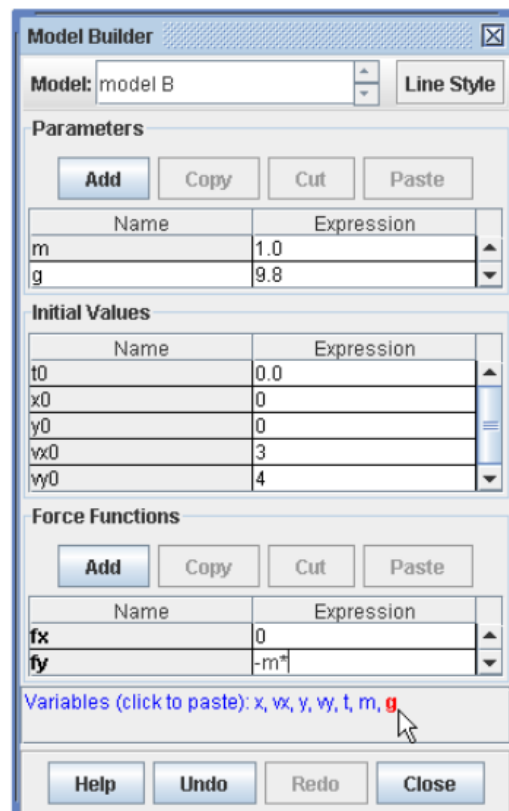 Model Builder
Model: model B Line Style
Parameters
Add Copy Cut Paste
Name Expression
m 1.0
g 9.8
Initial Values
Name Expression
t0 0.0
x0 0
y0 0
vx0 3
vy0 4
Force Functions
Add Copy Cut Paste
Name Expression
fx 0
fy -m*
Variables (click to paste): x, vx, y, vy, t, m, g
Help Undo Redo Close